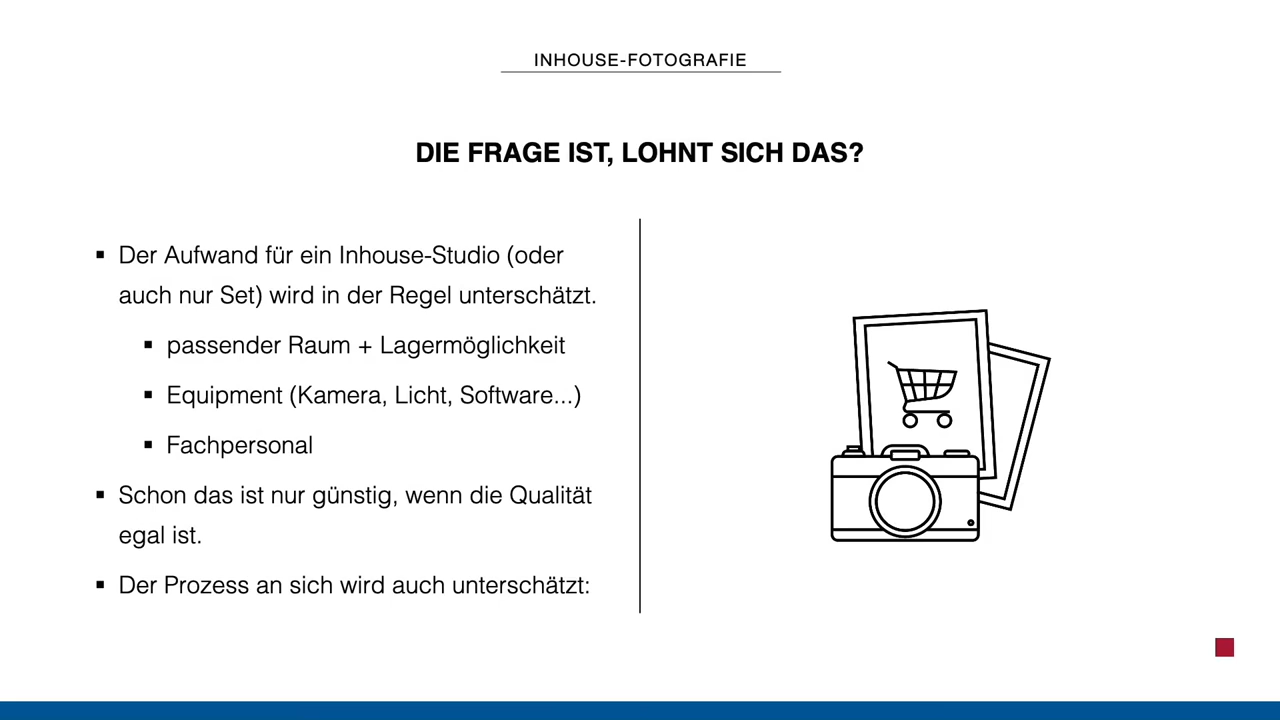 INHOUSE-FOTOGRAFIE
DIE FRAGE IST, LOHNT SICH DAS?
▪ Der Aufwand für ein Inhouse-Studio (oder
auch nur Set) wird in der Regel unterschätzt.
▪ passender Raum + Lagermöglichkeit
▪ Equipment (Kamera, Licht, Software...)
▪ Fachpersonal
▪ Schon das ist nur günstig, wenn die Qualität
egal ist.
▪ Der Prozess an sich wird auch unterschätzt: